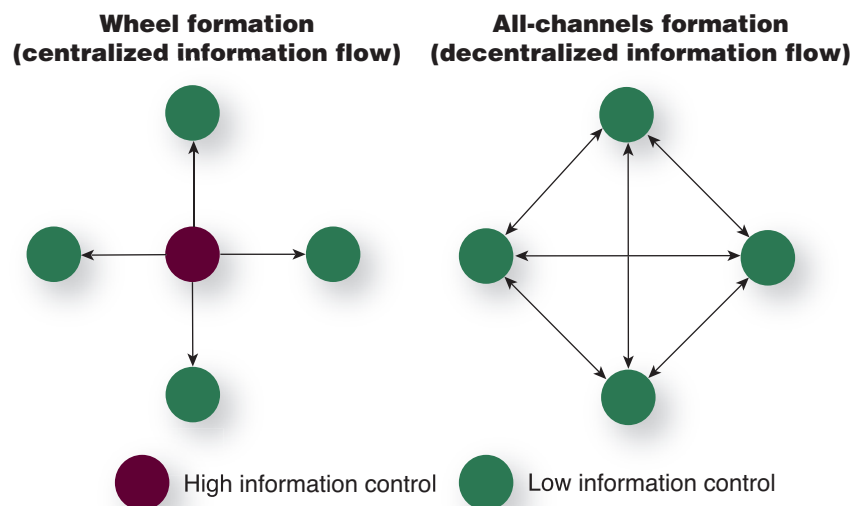 Wheel formation
(centralized information flow)
All-channels formation
(decentralized information flow)
High information control
Low information control